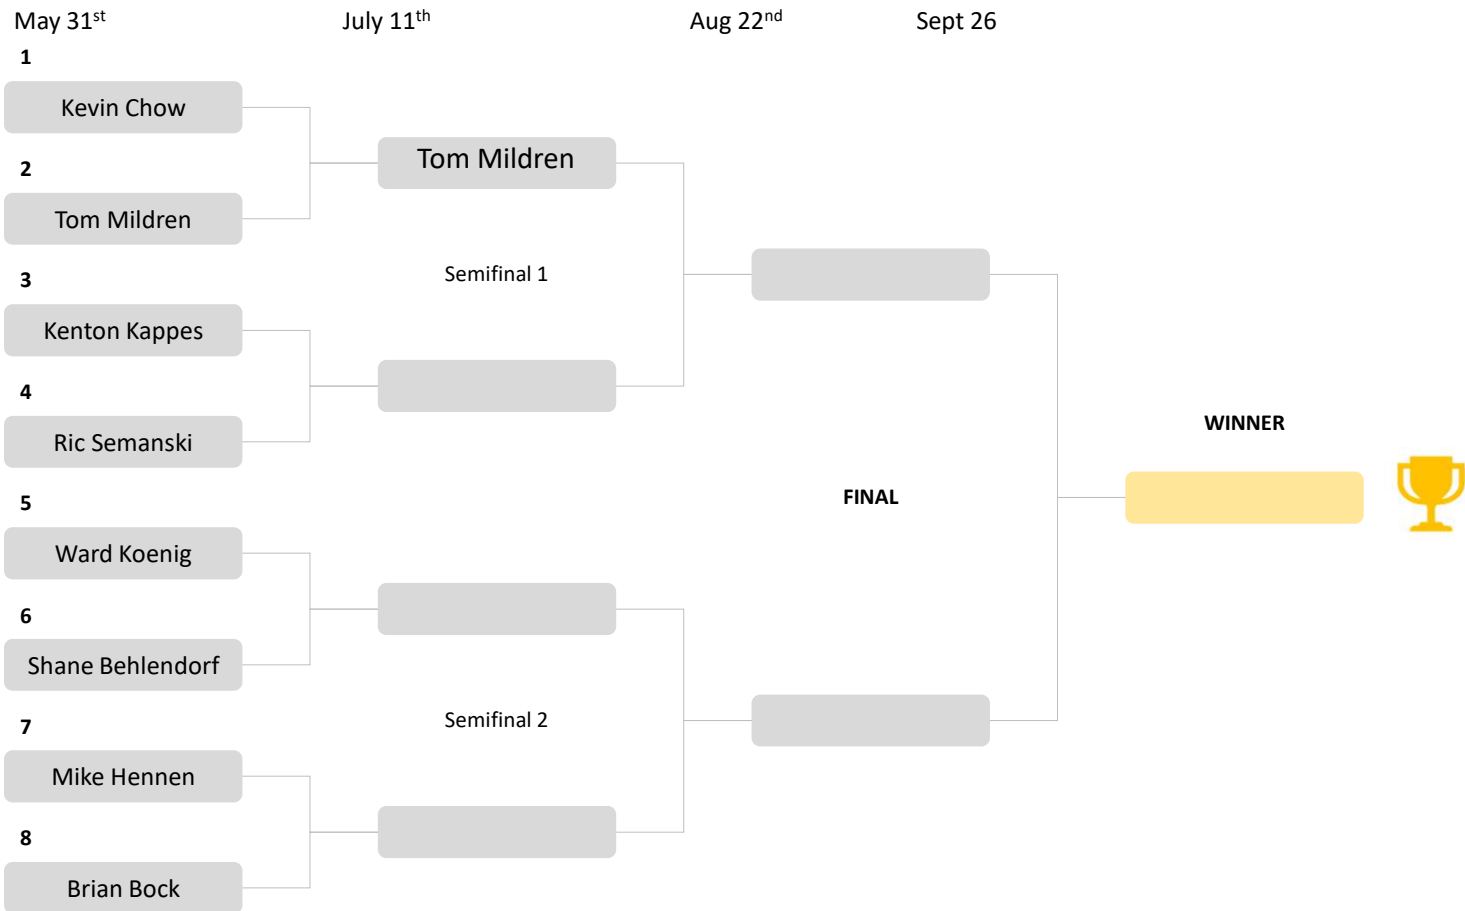 May 31st July 11th Aug 22nd Sept 26
1
Kevin Chow
2
Tom Mildren
3
Kenton Kappes
4
Ric Semanski
5
Ward Koenig
6
Shane Behlendorf
7
Mike Hennen
8
Brian Bock
Tom Mildren
Semifinal 1
Semifinal 2
FINAL
WINNER